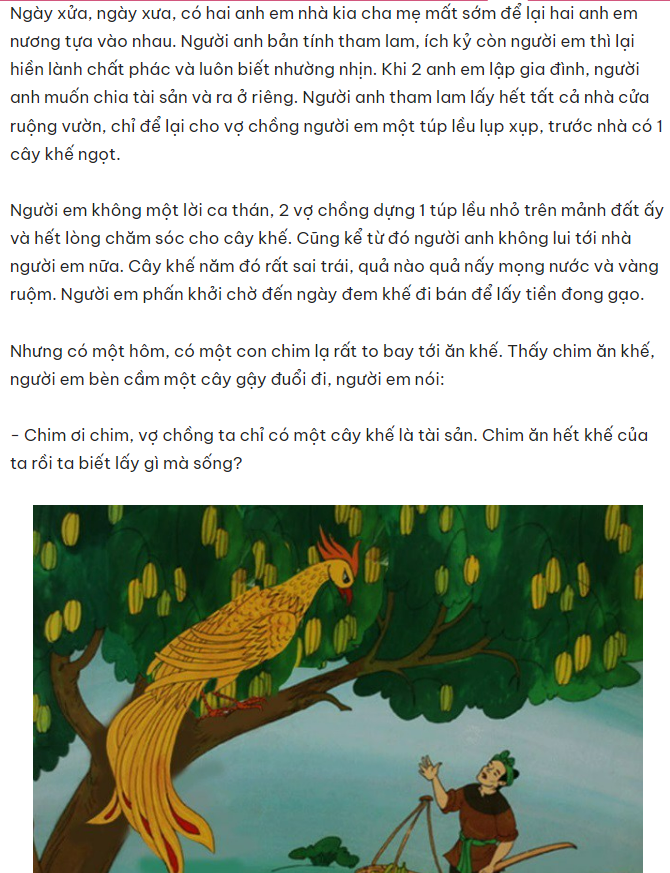 Ngày xửa, ngày xưa, có hai anh em nhà kia cha mẹ mất sớm để lại hai anh em
nương tựa vào nhau. Người anh bản tính tham lam, ích kỷ còn người em thì lại
hiền lành chất phác và luôn biết nhường nhịn. Khi 2 anh em lập gia đình, người
anh muốn chia tài sản và ra ở riêng. Người anh tham lam lấy hết tất cả nhà cửa
ruộng vườn, chỉ để lại cho vợ chồng người em một túp lều lụp xụp, trước nhà có 1
cây khế ngọt.
Người em không một lời ca thán, 2 vợ chồng dựng 1 túp lều nhỏ trên mảnh đất ấy
và hết lòng chăm sóc cho cây khế. Cũng kể từ đó người anh không lui tới nhà
người em nữa. Cây khế năm đó rất sai trái, quả nào quả nấy mọng nước và vàng
ruộm. Người em phấn khởi chờ đến ngày đem khế đi bán để lấy tiền đong gạo.
Nhưng có một hôm, có một con chim lạ rất to bay tới ăn khế. Thấy chim ăn khế,
người em bèn cầm một cây gậy đuổi đi, người em nói:
- Chim ơi chim, vợ chồng ta chỉ có một cây khế là tài sản. Chim ăn hết khế của
ta rồi ta biết lấy gì mà sống?